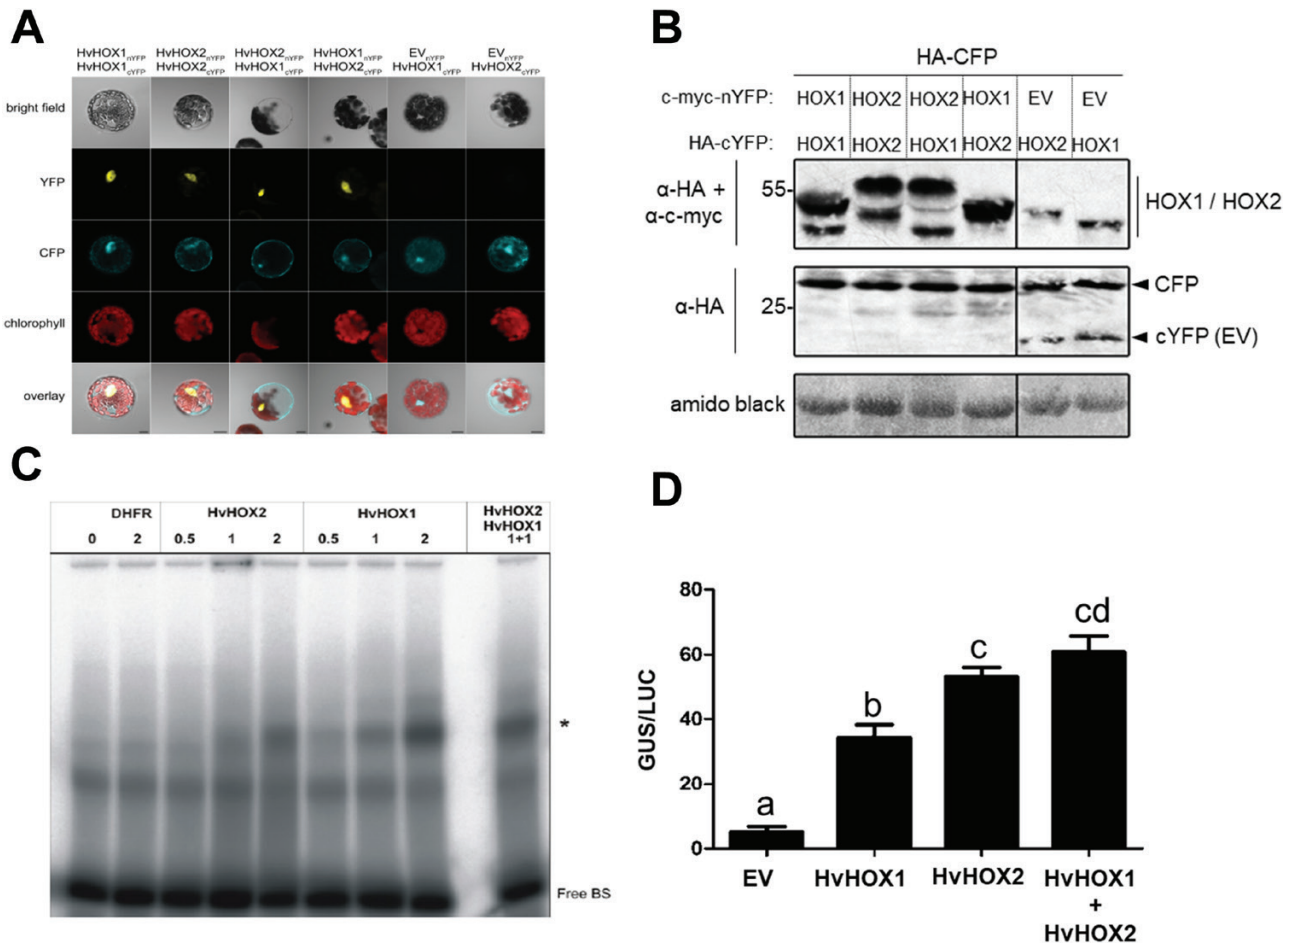 A
HvHOX1nYFP HvHOX2nYFP HvHOX2nYFP HvHOX1nYFP EVnYFP EVnYFP
HvHOX1cYFP HvHOX2cYFP HvHOX1cYFP HvHOX2cYFP HvHOX1cYFP HvHOX2cYFP
bright field
YFP
CFP
chlorophyll
overlay
B
HA-CFP
c-myc-nYFP: HOX1 HOX2 HOX2 HOX1 EV EV
HA-cYFP: HOX1 HOX2 HOX1 HOX2 HOX2 HOX1
α-HA +
α-c-myc
55-
HOX1 / HOX2
α-HA
25-
CFP
cYFP (EV)
amido black
C
DHFR HvHOX2 HvHOX1 HvHOX2
HvHOX1
0 2 0.5 1 2 0.5 1 2 1+1
*
Free BS
D
GUS/LUC
80
60
40
20
0
a
b
c
cd
EV HvHOX1 HvHOX2 HvHOX1
+
HvHOX2